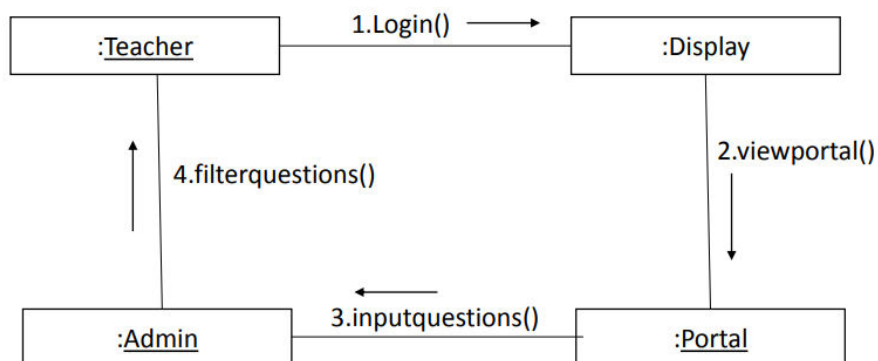 1.Login()
:Teacher
:Display
2.viewportal()
4.filterquestions()
3.inputquestions()
:Admin
:Portal